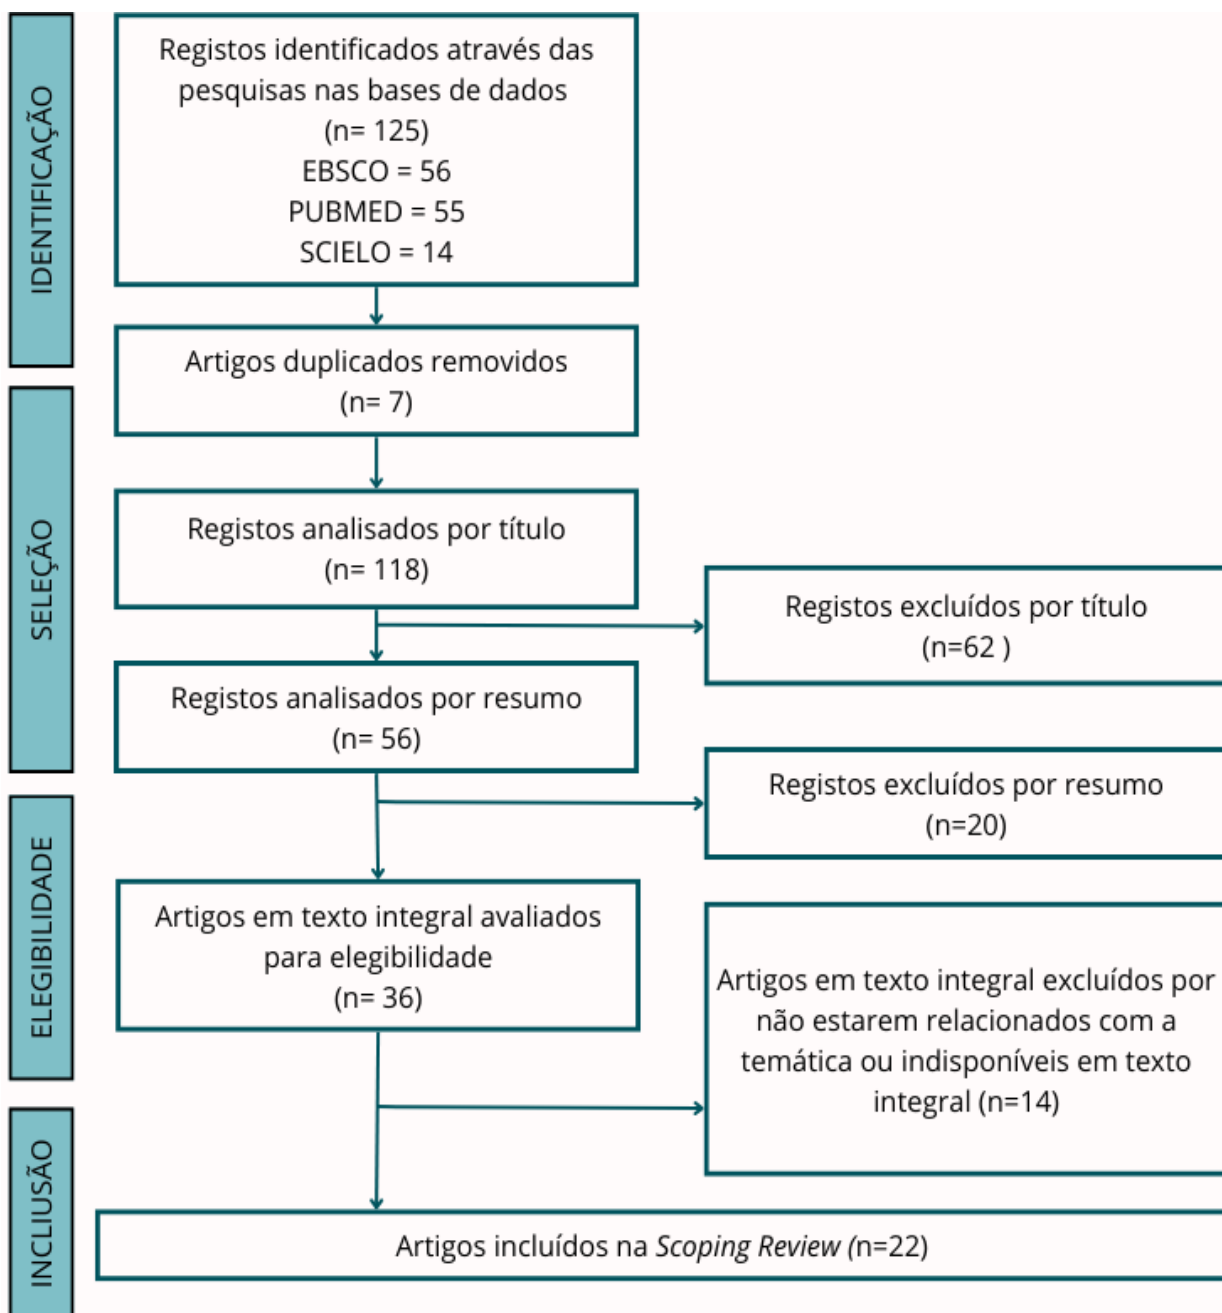 IDENTIFICAÇÃO
Registos identificados através das
pesquisas nas bases de dados
(n= 125)
EBSCO = 56
PUBMED = 55
SCIELO = 14
Artigos duplicados removidos
(n= 7)
SELEÇÃO
Registos analisados por título
(n= 118)
Registos excluídos por título
(n=62 )
Registos analisados por resumo
(n= 56)
Registos excluídos por resumo
(n=20)
ELEGIBILIDADE
Artigos em texto integral avaliados
para elegibilidade
(n= 36)
Artigos em texto integral excluídos por
não estarem relacionados com a
temática ou indisponíveis em texto
integral (n=14)
INCLIUSÃO
Artigos incluídos na Scoping Review (n=22)